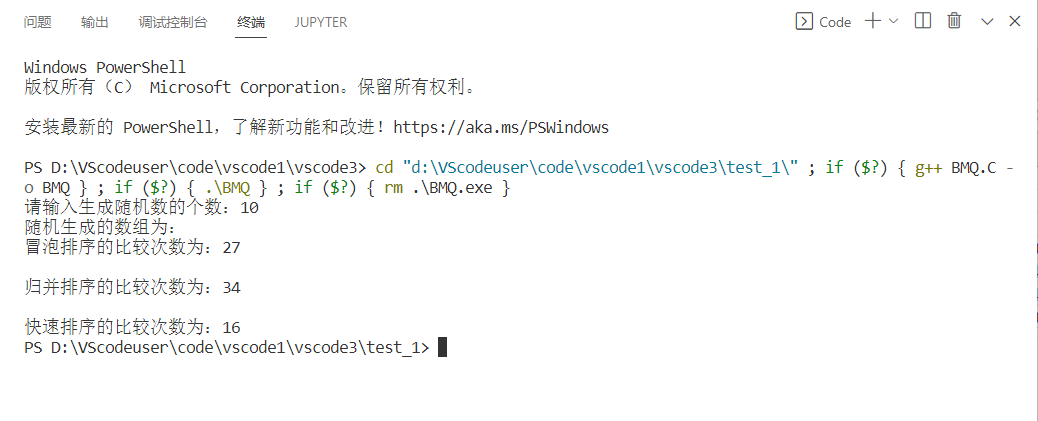 问题 输出 调试控制台 终端 JUPYTER Code
Windows PowerShell
版权所有（C） Microsoft Corporation。保留所有权利。
安装最新的 PowerShell，了解新功能和改进！https://aka.ms/PSWindows
PS D:\VScodeuser\code\vscode1\vscode3> cd "d:\VScodeuser\code\vscode1\vscode3\test_1\" ; if ($?) { g++ BMQ.C -
o BMQ } ; if ($?) { .\BMQ } ; if ($?) { rm .\BMQ.exe }
请输入生成随机数的个数：10
随机生成的数组为：
冒泡排序的比较次数为：27
归并排序的比较次数为：34
快速排序的比较次数为：16
PS D:\VScodeuser\code\vscode1\vscode3\test_1>